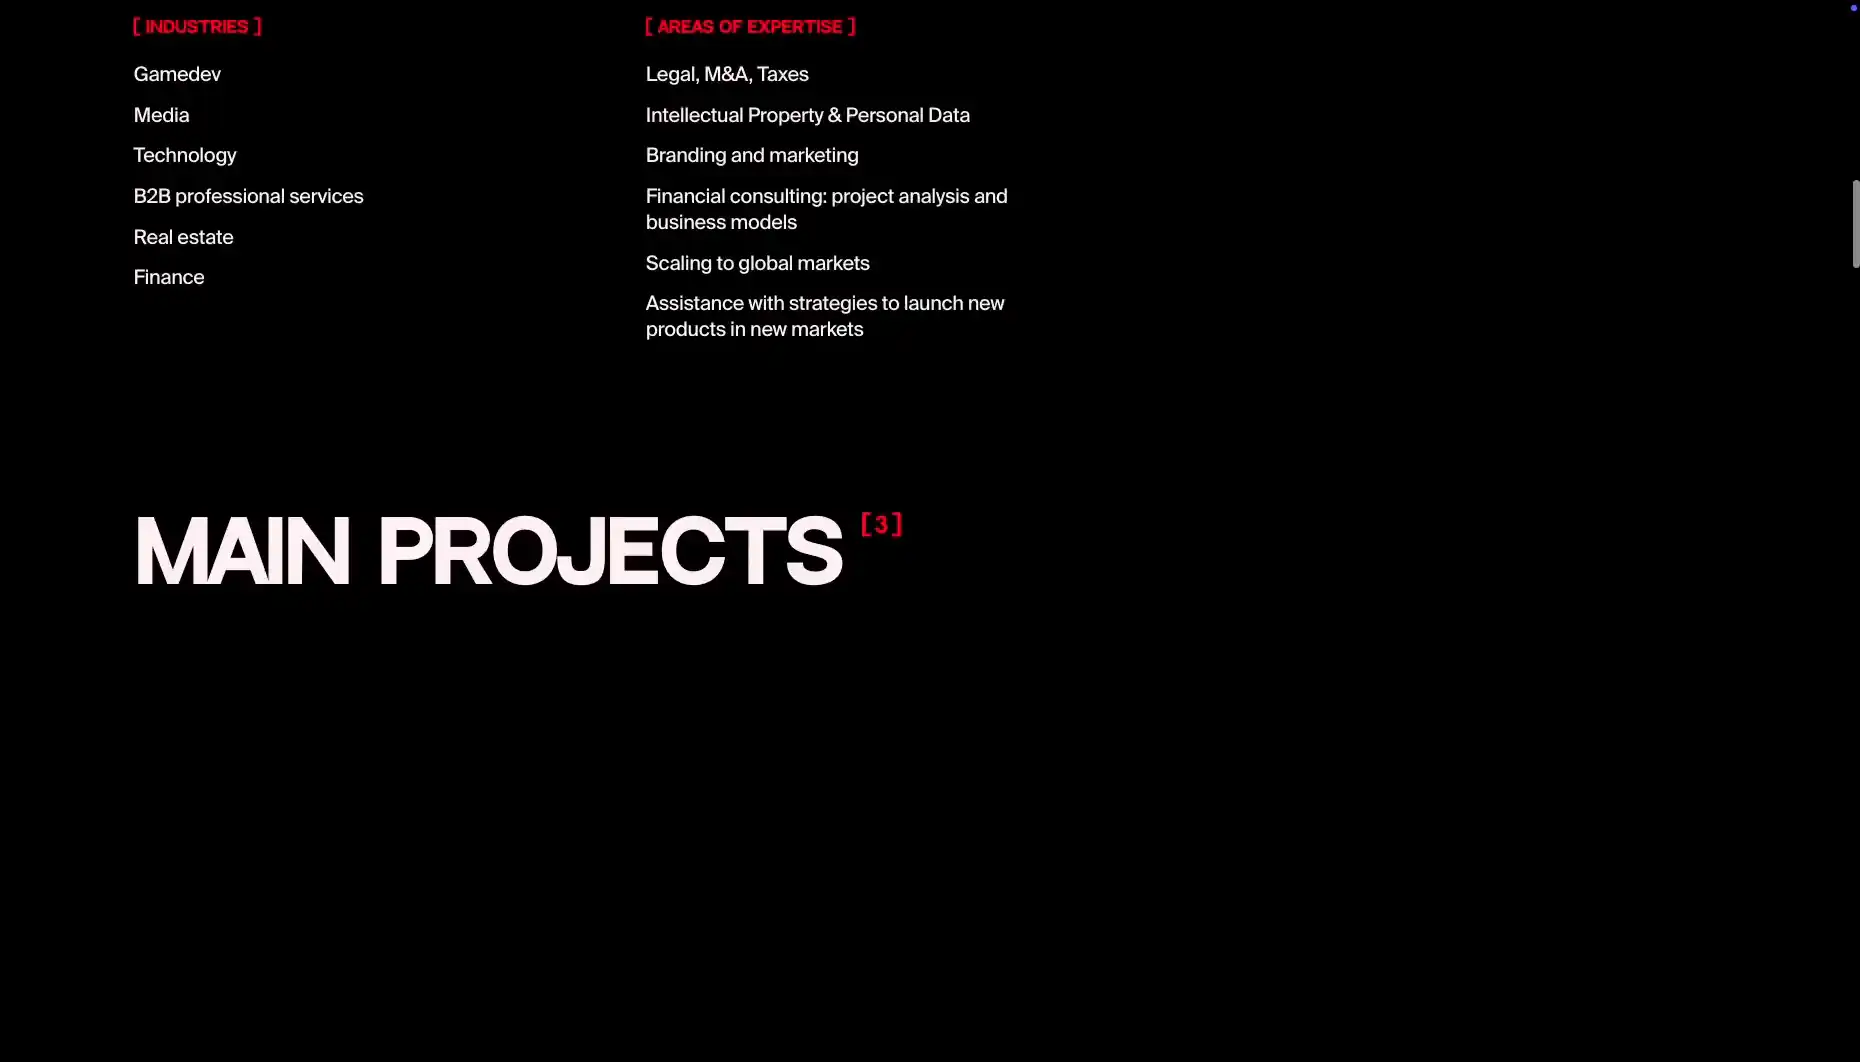 [ INDUSTRIES ]
Gamedev
Media
Technology
B2B professional services
Real estate
Finance
[ AREAS OF EXPERTISE ]
Legal, M&A, Taxes
Intellectual Property & Personal Data
Branding and marketing
Financial consulting: project analysis and
business models
Scaling to global markets
Assistance with strategies to launch new
products in new markets
MAIN PROJECTS [3]